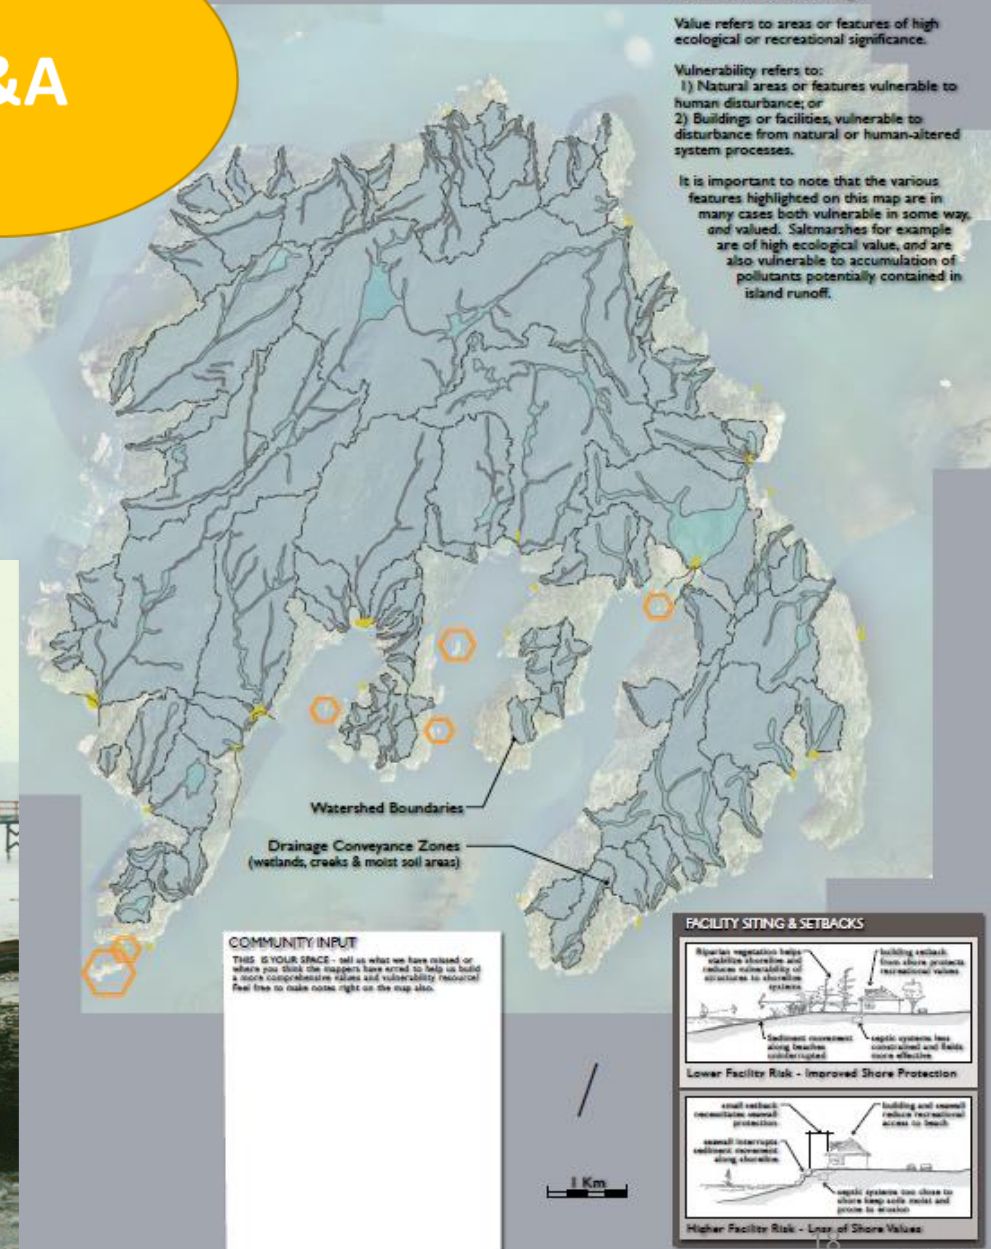 &A
Value refers to areas or features of high
ecological or recreational significance.
Vulnerability refers to:
1) Natural areas or features vulnerable to
human disturbance; or
2) Buildings or facilities, vulnerable to
disturbance from natural or human-altered
system processes.
It is important to note that the various
features highlighted on this map are in
many cases both vulnerable in some way,
and valued. Saltmarshes for example
are of high ecological value, and are
also vulnerable to accumulation of
pollutants potentially contained in
island runoff.
Watershed Boundaries
Drainage Conveyance Zones
(wetlands, creeks & moist soil areas)
COMMUNITY INPUT
THIS IS YOUR SPACE - tell us what we have missed or
where you think the mappers have erred to help us build
a more comprehensive values and vulnerability resource!
Feel free to make notes right on the map also.
1 Km
FACILITY SITING & SETBACKS
Riparian vegetation helps
stabilize shoreline and
reduces vulnerability of
structures to shoreline
systems
building setback
from shore protects
recreational values
Sediment movement
along beaches
uninterrupted
septic systems less
constrained and fields
more effective
Lower Facility Risk - Improved Shore Protection
small setback
necessitates seawall
protection
building and seawall
reduce recreational
access to beach
seawall interrupts
sediment movement
along shoreline
septic systems too close to
shore keep soils moist and
prone to erosion
Higher Facility Risk - Loss of Shore Values
18